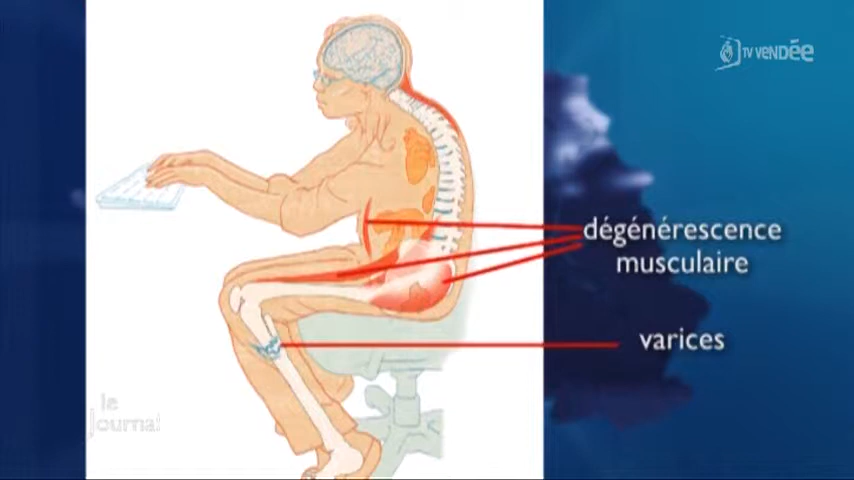 TV VENDÉE
dégénérescence
musculaire
varices
le
Journal